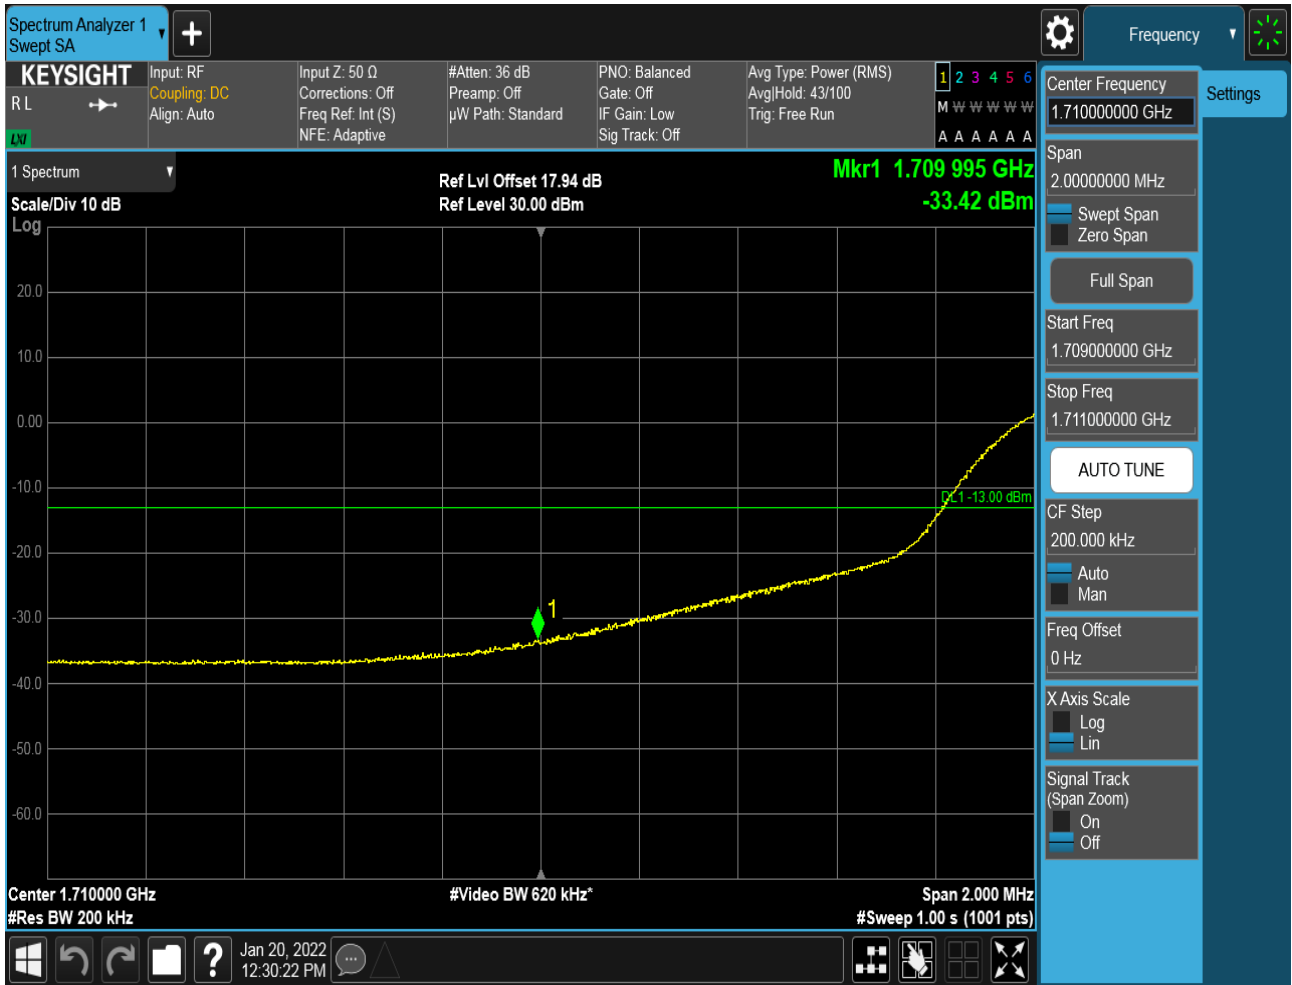 Spectrum Analyzer 1
Swept SA
Frequency
KEYSIGHT
R L
LXI
Input: RF
Coupling: DC
Align: Auto
Input Z: 50 Ω
Corrections: Off
Freq Ref: Int (S)
NFE: Adaptive
#Atten: 36 dB
Preamp: Off
µW Path: Standard
PNO: Balanced
Gate: Off
IF Gain: Low
Sig Track: Off
Avg Type: Power (RMS)
Avg|Hold: 43/100
Trig: Free Run
1 2 3 4 5 6
M W W W W W
A A A A A A
1 Spectrum
Scale/Div 10 dB
Log
Ref Lvl Offset 17.94 dB
Ref Level 30.00 dBm
Mkr1 1.709 995 GHz
-33.42 dBm
20.0
10.0
0.00
-10.0
DL1 -13.00 dBm
-20.0
-30.0
1
-40.0
-50.0
-60.0
Center 1.710000 GHz
#Video BW 620 kHz*
Span 2.000 MHz
#Res BW 200 kHz
#Sweep 1.00 s (1001 pts)
Jan 20, 2022
12:30:22 PM
Center Frequency
1.710000000 GHz
Settings
Span
2.00000000 MHz
Swept Span
Zero Span
Full Span
Start Freq
1.709000000 GHz
Stop Freq
1.711000000 GHz
AUTO TUNE
CF Step
200.000 kHz
Auto
Man
Freq Offset
0 Hz
X Axis Scale
Log
Lin
Signal Track
(Span Zoom)
On
Off